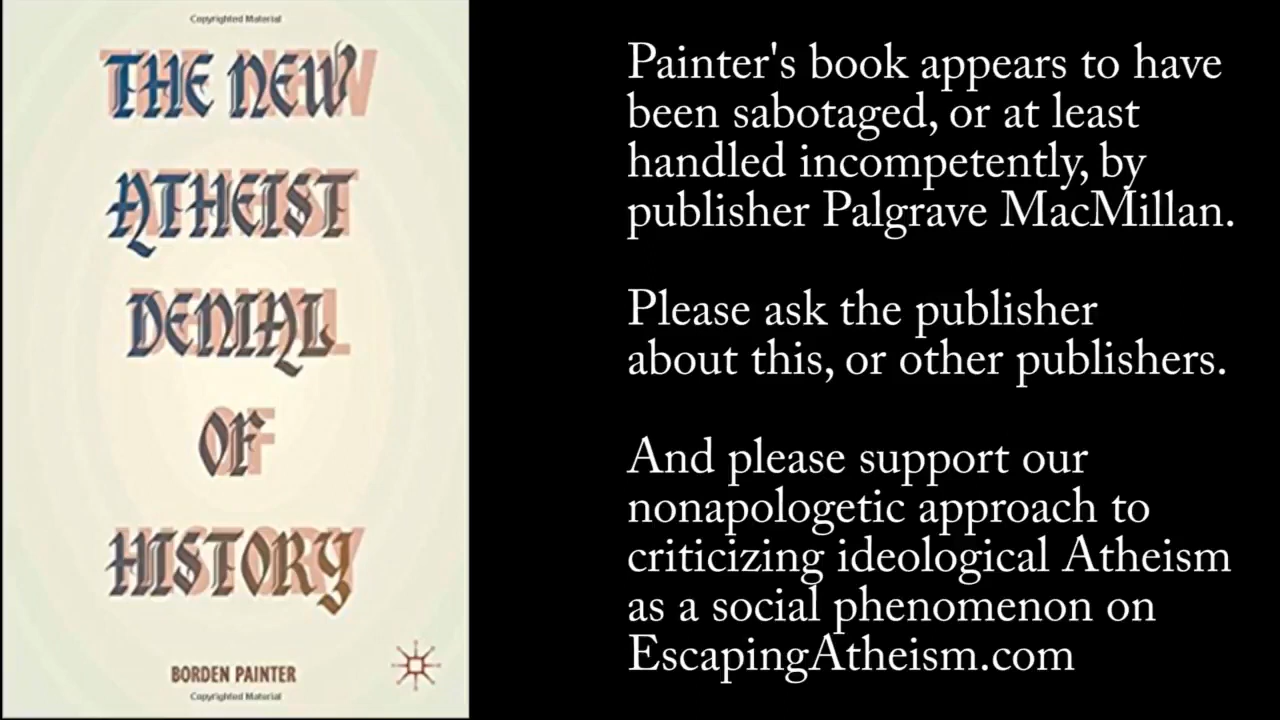 Copyrighted Material
THE NEW
ATHEIST
DENIAL
OF
HISTORY
BORDEN PAINTER
Copyrighted Material
Painter's book appears to have
been sabotaged, or at least
handled incompetently, by
publisher Palgrave MacMillan.
Please ask the publisher
about this, or other publishers.
And please support our
nonapologetic approach to
criticizing ideological Atheism
as a social phenomenon on
EscapingAtheism.com